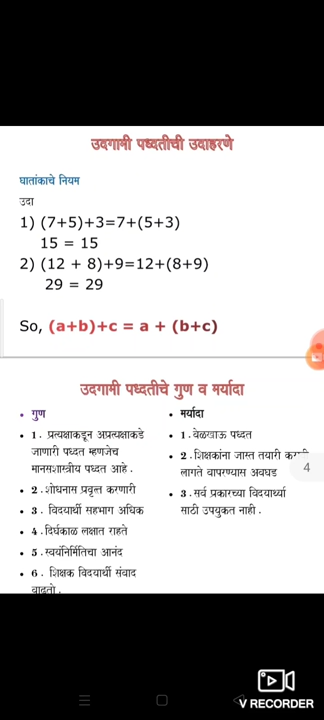 उदगामी पध्दतीची उदाहरणे
घातांकाचे नियम
उदा
1) (7+5)+3=7+(5+3)
15 = 15
2) (12 + 8)+9=12+(8+9)
29 = 29
So, (a+b)+c = a + (b+c)
उदगामी पध्दतीचे गुण व मर्यादा
• गुण
• 1 . प्रत्यक्षाकडून अप्रत्यक्षाकडे
जाणारी पध्दत म्हणजेच
मानसशास्त्रीय पध्दत आहे .
• 2 .शोधनास प्रवृत्त करणारी
• 3 . विदयार्थी सहभाग अधिक
• 4 .दिर्घकाळ लक्षात राहते
• 5 .स्वयंनिर्मितिचा आनंद
• 6 . शिक्षक विदयार्थी संवाद
वाढतो .
• मर्यादा
• 1 .वेळखाऊ पध्दत
• 2 .शिक्षकांना जास्त तयारी
लागते वापरण्यास अवघड
• 3 .सर्व प्रकारच्या विदयार्थ्या
साठी उपयुक्त नाही .
4
V RECORDER